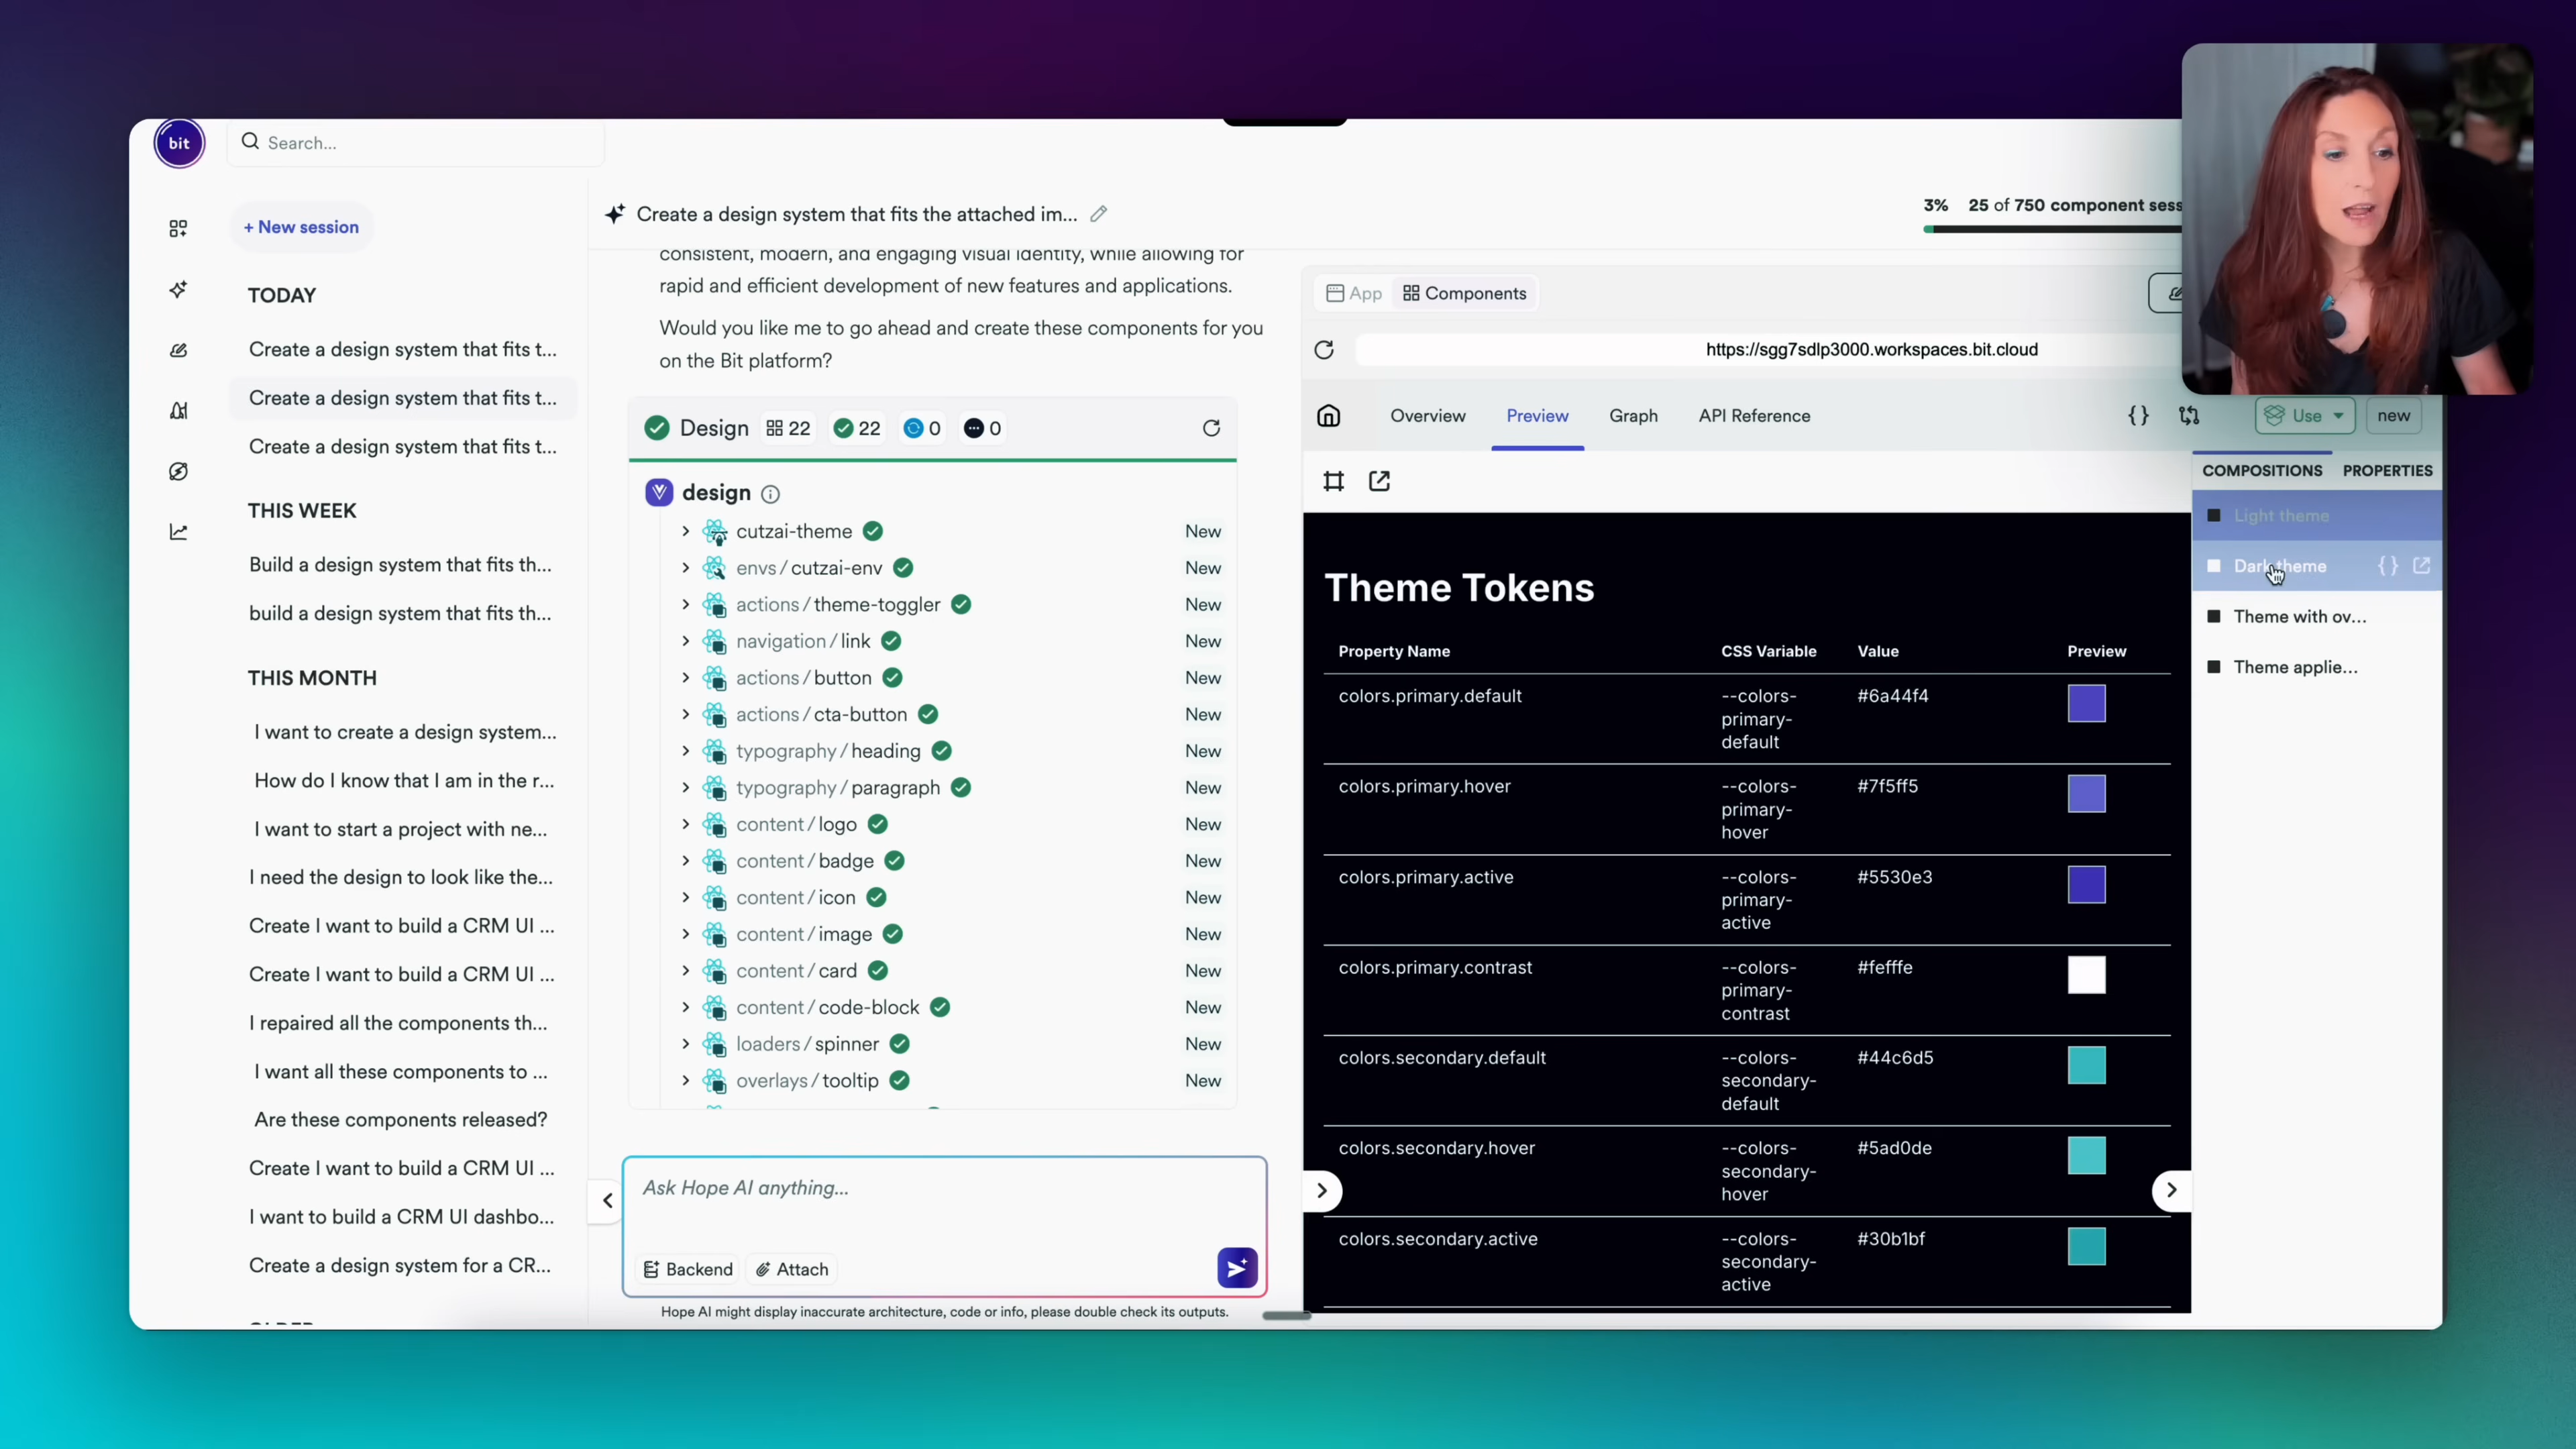 bit
Search...
+ New session
TODAY
Create a design system that fits t...
Create a design system that fits t...
Create a design system that fits t...
THIS WEEK
Build a design system that fits th...
build a design system that fits th...
THIS MONTH
I want to create a design system...
How do I know that I am in the r...
I want to start a project with ne...
I need the design to look like the...
Create I want to build a CRM UI ...
Create I want to build a CRM UI ...
I repaired all the components th...
I want all these components to ...
Are these components released?
Create I want to build a CRM UI ...
I want to build a CRM UI dashbo...
Create a design system for a CR...
Create a design system that fits the attached im...
3% 25 of 750 component sess
consistent, modern, and engaging visual identity, while allowing for
rapid and efficient development of new features and applications.
Would you like me to go ahead and create these components for you
on the Bit platform?
Design 22 22 0 0
design
cutzai-theme New
envs/cutzai-env New
actions/theme-toggler New
navigation/link New
actions/button New
actions/cta-button New
typography/heading New
typography/paragraph New
content/logo New
content/badge New
content/icon New
content/image New
content/card New
content/code-block New
loaders/spinner New
overlays/tooltip New
Ask Hope AI anything...
Backend Attach
Hope AI might display inaccurate architecture, code or info, please double check its outputs.
App Components
https://sgg7sdlp3000.workspaces.bit.cloud
Overview Preview Graph API Reference
Use new
COMPOSITIONS PROPERTIES
Light theme
Dark theme
Theme with ov...
Theme applie...
Theme Tokens
Property Name CSS Variable Value Preview
colors.primary.default --colors- #6a44f4
primary-
default
colors.primary.hover --colors- #7f5ff5
primary-
hover
colors.primary.active --colors- #5530e3
primary-
active
colors.primary.contrast --colors- #fefffe
primary-
contrast
colors.secondary.default --colors- #44c6d5
secondary-
default
colors.secondary.hover --colors- #5ad0de
secondary-
hover
colors.secondary.active --colors- #30b1bf
secondary-
active